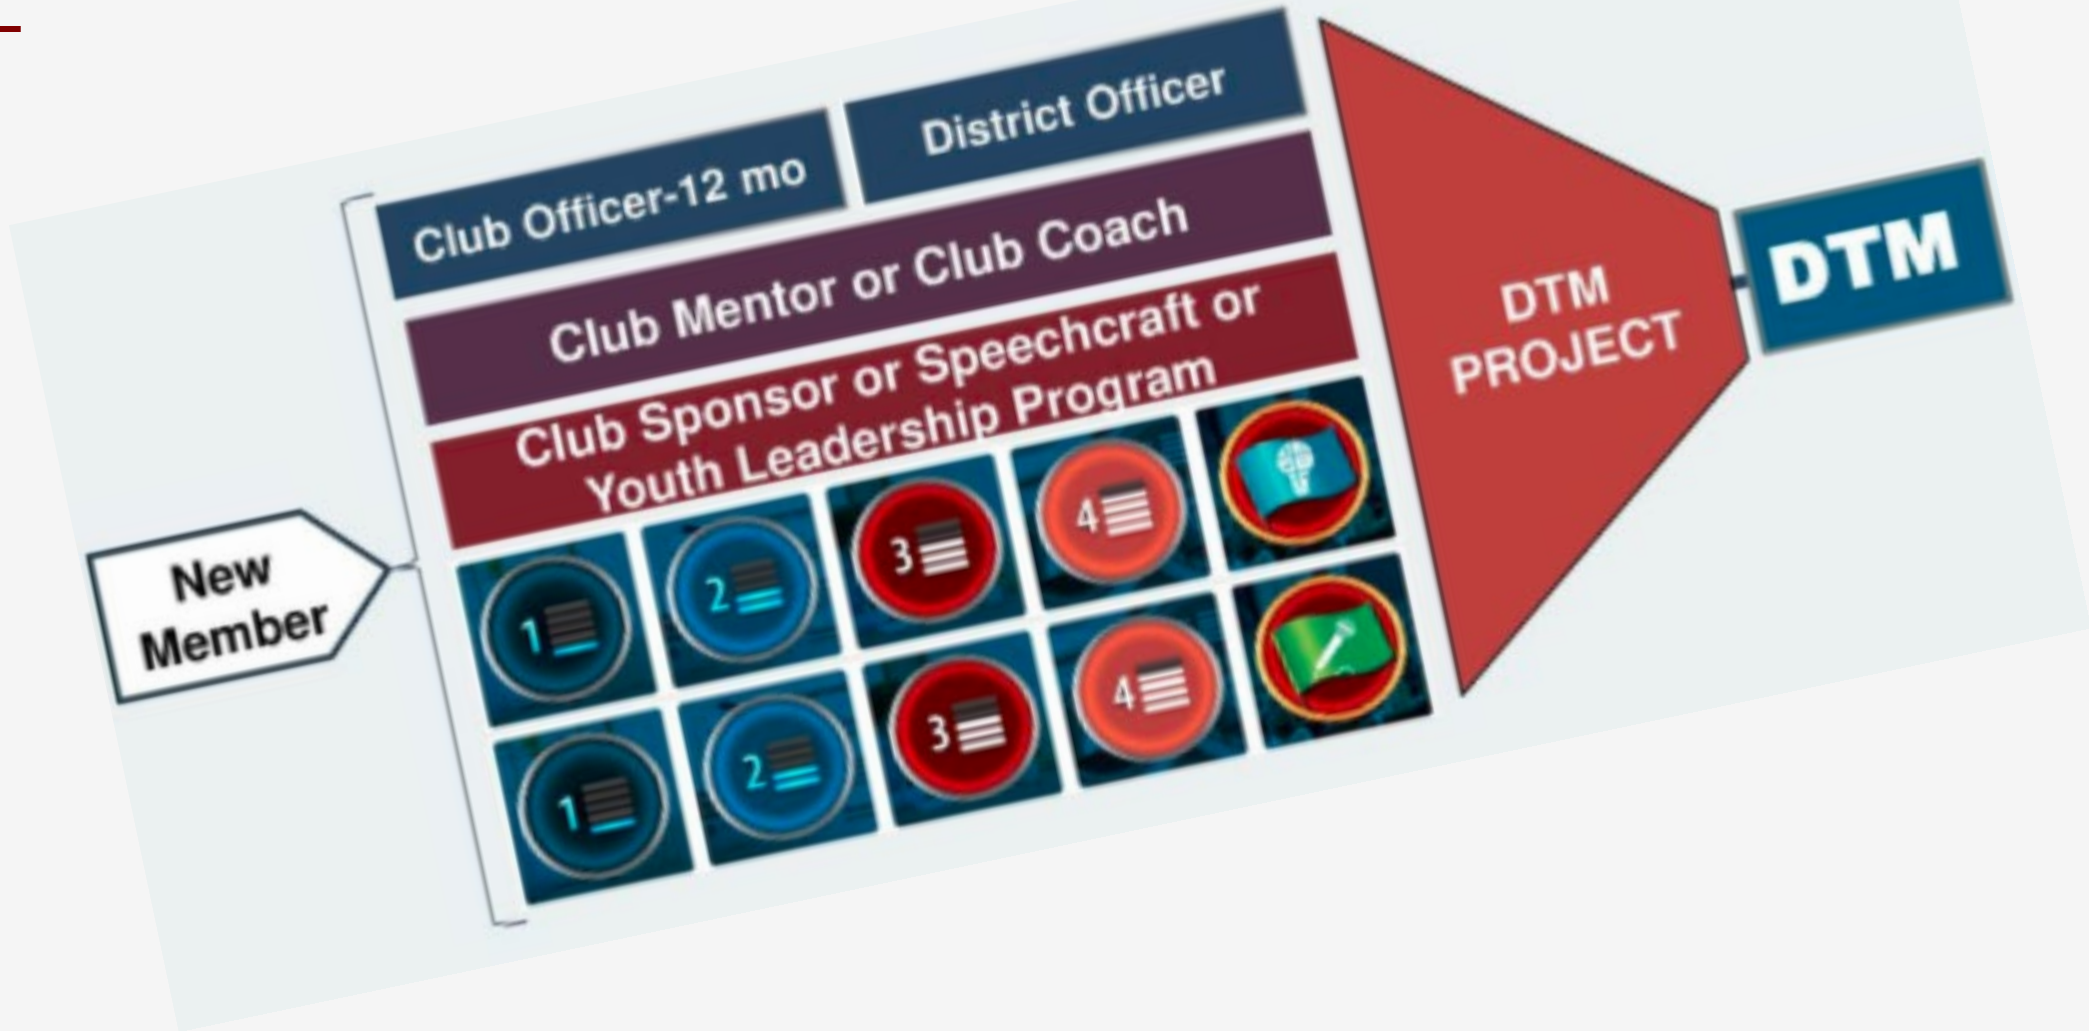 Club Officer-12 mo
District Officer
Club Mentor or Club Coach
Club Sponsor or Speechcraft or
Youth Leadership Program
New
Member
1 2 3 4
1 2 3 4
DTM
PROJECT
DTM